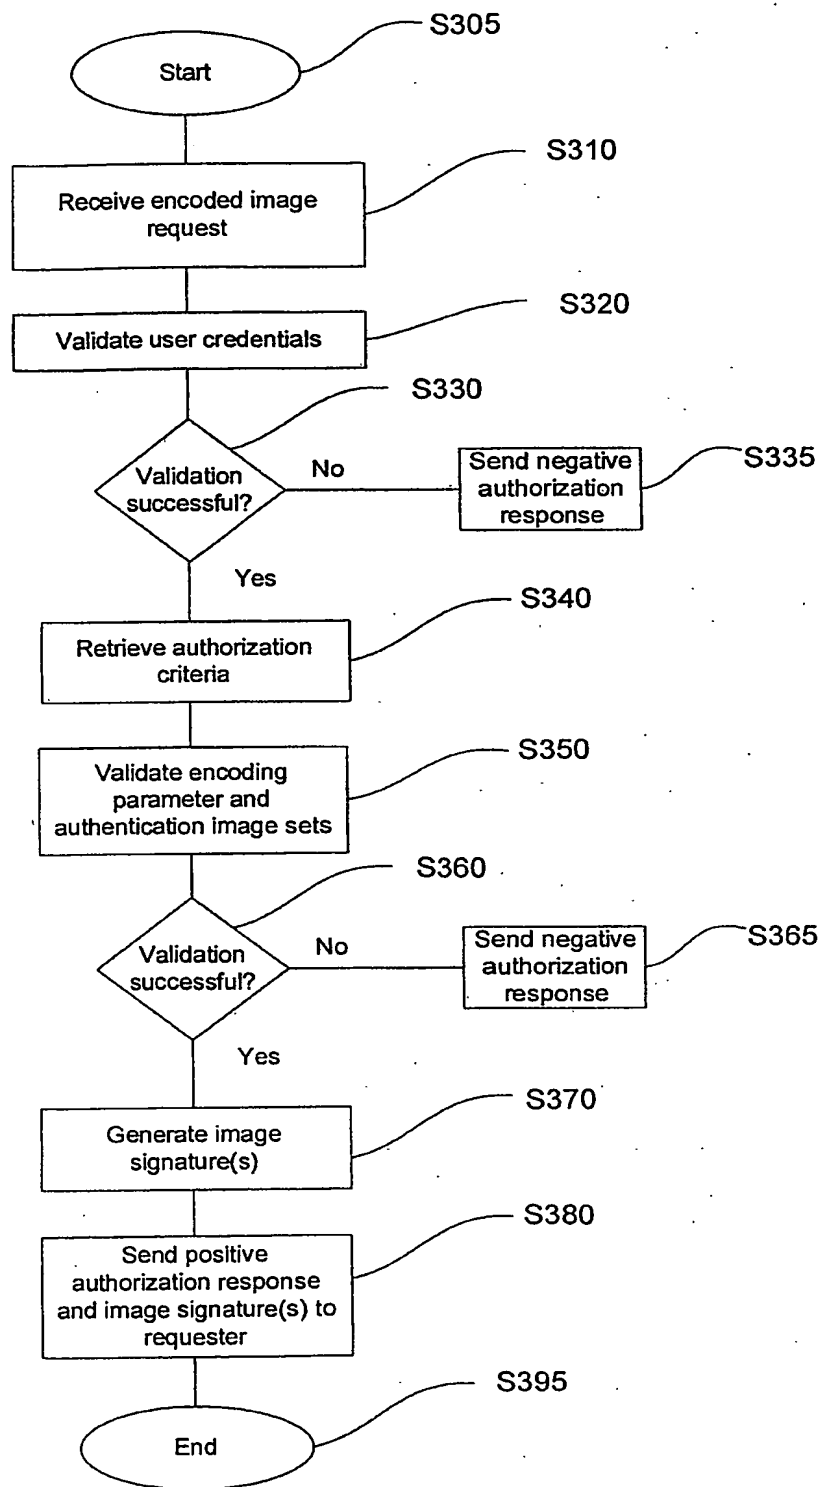 S305
Start
S310
Receive encoded image
request
S320
Validate user credentials
S330
Validation
successful?
No
Send negative
authorization
response
S335
Yes
S340
Retrieve authorization
criteria
S350
Validate encoding
parameter and
authentication image sets
S360
Validation
successful?
No
Send negative
authorization
response
S365
Yes
S370
Generate image
signature(s)
S380
Send positive
authorization response
and image signature(s) to
requester
S395
End